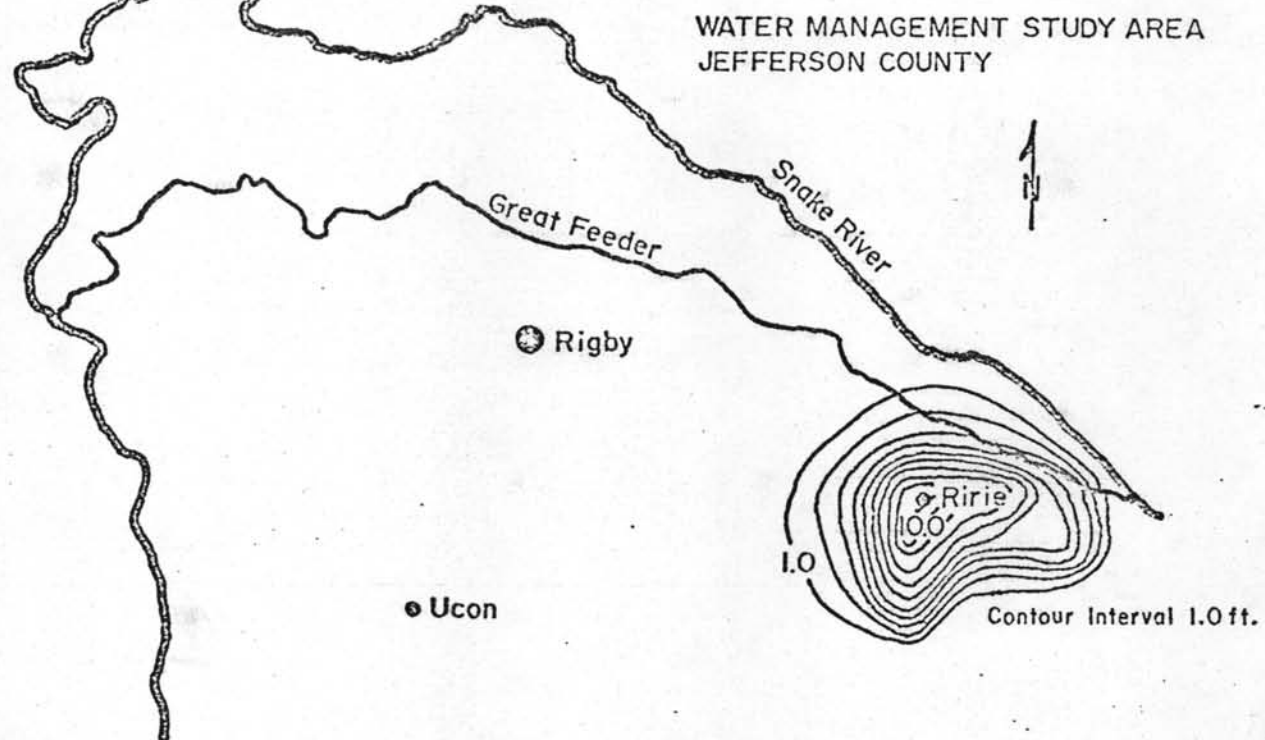 WATER MANAGEMENT STUDY AREA
JEFFERSON COUNTY
N
Snake River
Great Feeder
Rigby
Ririe
10.0
1.0
Ucon
Contour Interval 1.0 ft.